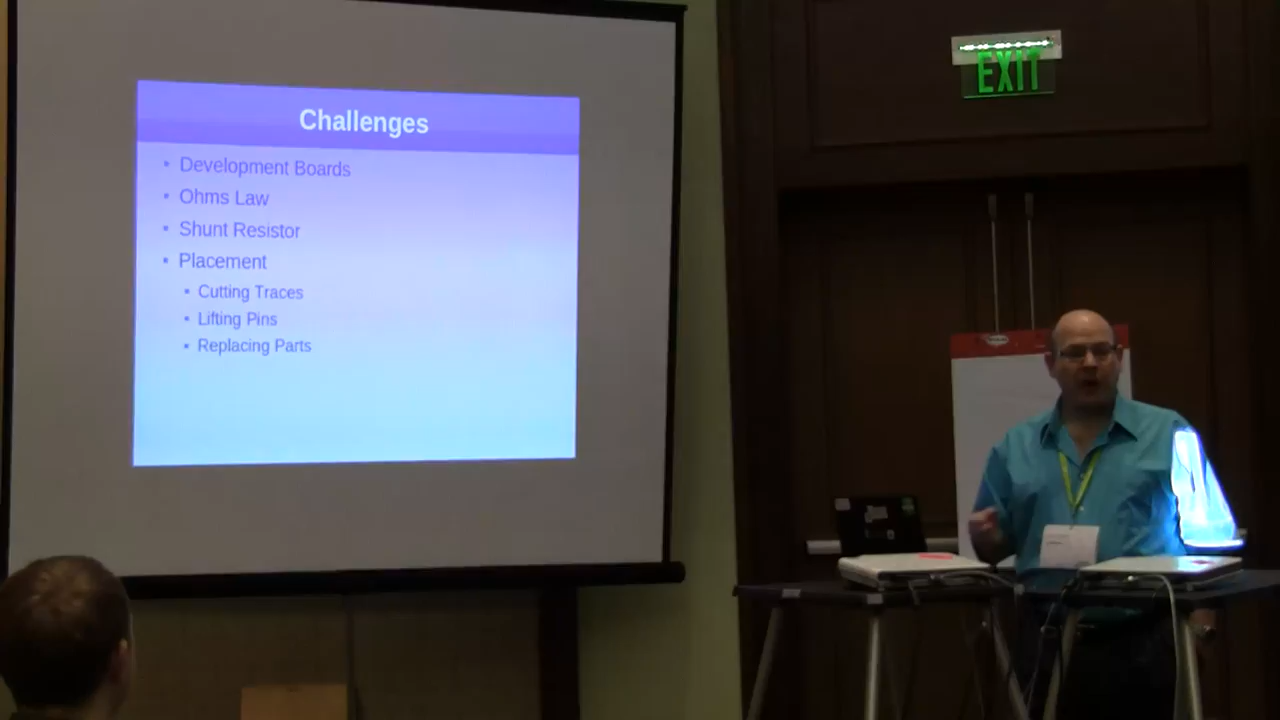 Challenges
Development Boards
Ohms Law
Shunt Resistor
Placement
Cutting Traces
Lifting Pins
Replacing Parts
EXIT